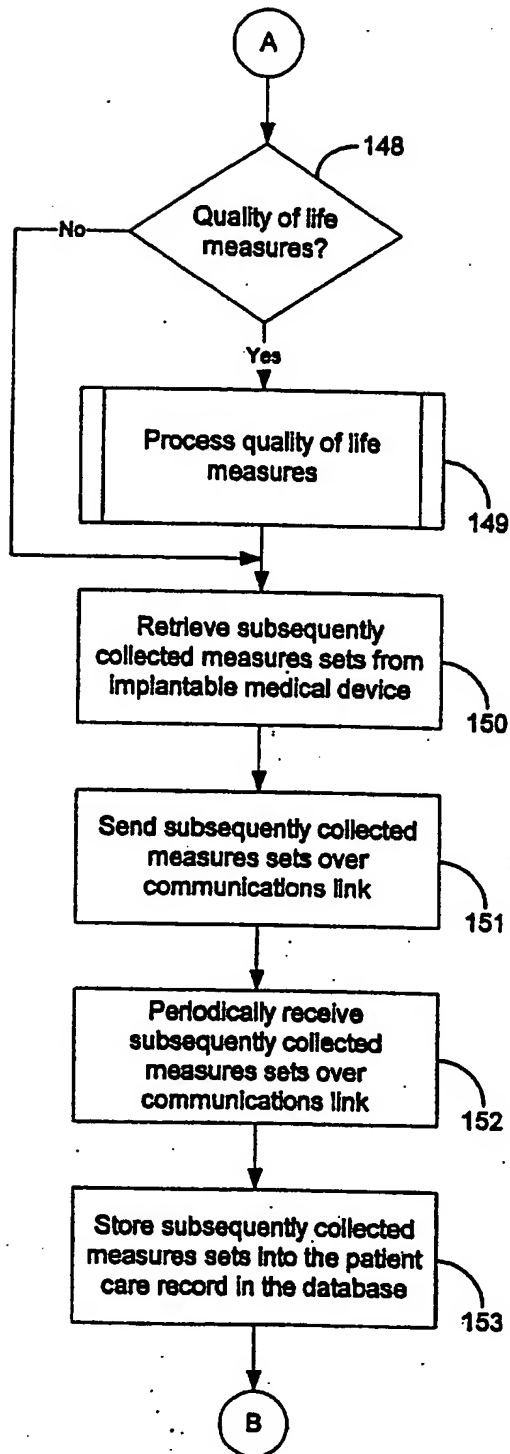 A
148
Quality of life
measures?
No
Yes
Process quality of life
measures
149
Retrieve subsequently
collected measures sets from
implantable medical device
150
Send subsequently collected
measures sets over
communications link
151
Periodically receive
subsequently collected
measures sets over
communications link
152
Store subsequently collected
measures sets into the patient
care record in the database
153
B